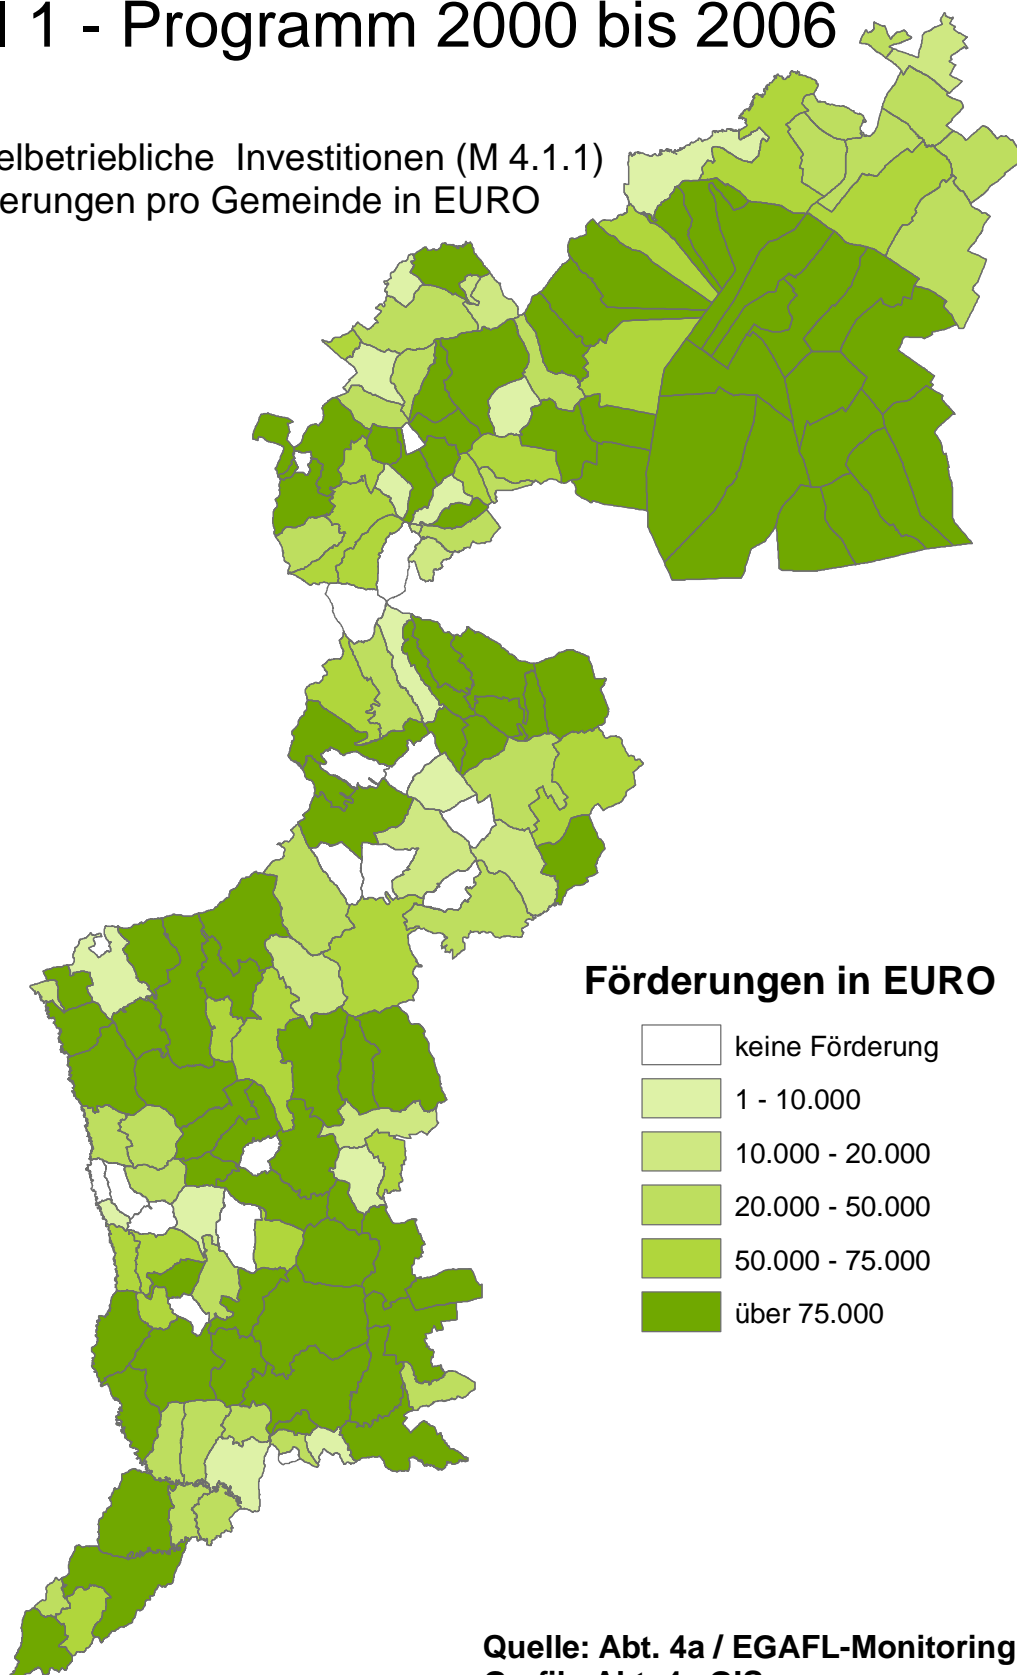 1 - Programm 2000 bis 2006
elbetriebliche Investitionen (M 4.1.1)
erungen pro Gemeinde in EURO
Förderungen in EURO
keine Förderung
1 - 10.000
10.000 - 20.000
20.000 - 50.000
50.000 - 75.000
über 75.000
Quelle: Abt. 4a / EGAFL-Monitoring